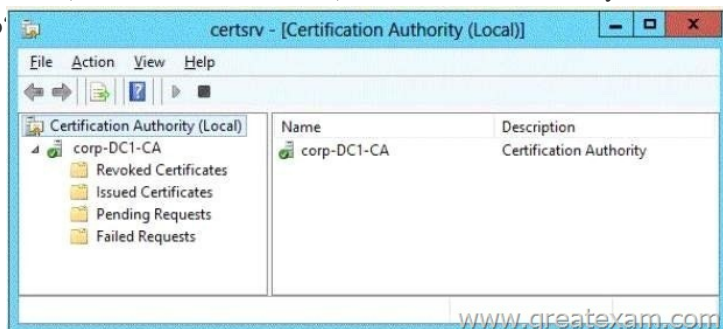 certsrv - [Certification Authority (Local)]
File Action View Help
Certification Authority (Local)
corp-DC1-CA
Revoked Certificates
Issued Certificates
Pending Requests
Failed Requests
Name Description
corp-DC1-CA Certification Authority
www.greatexam.com